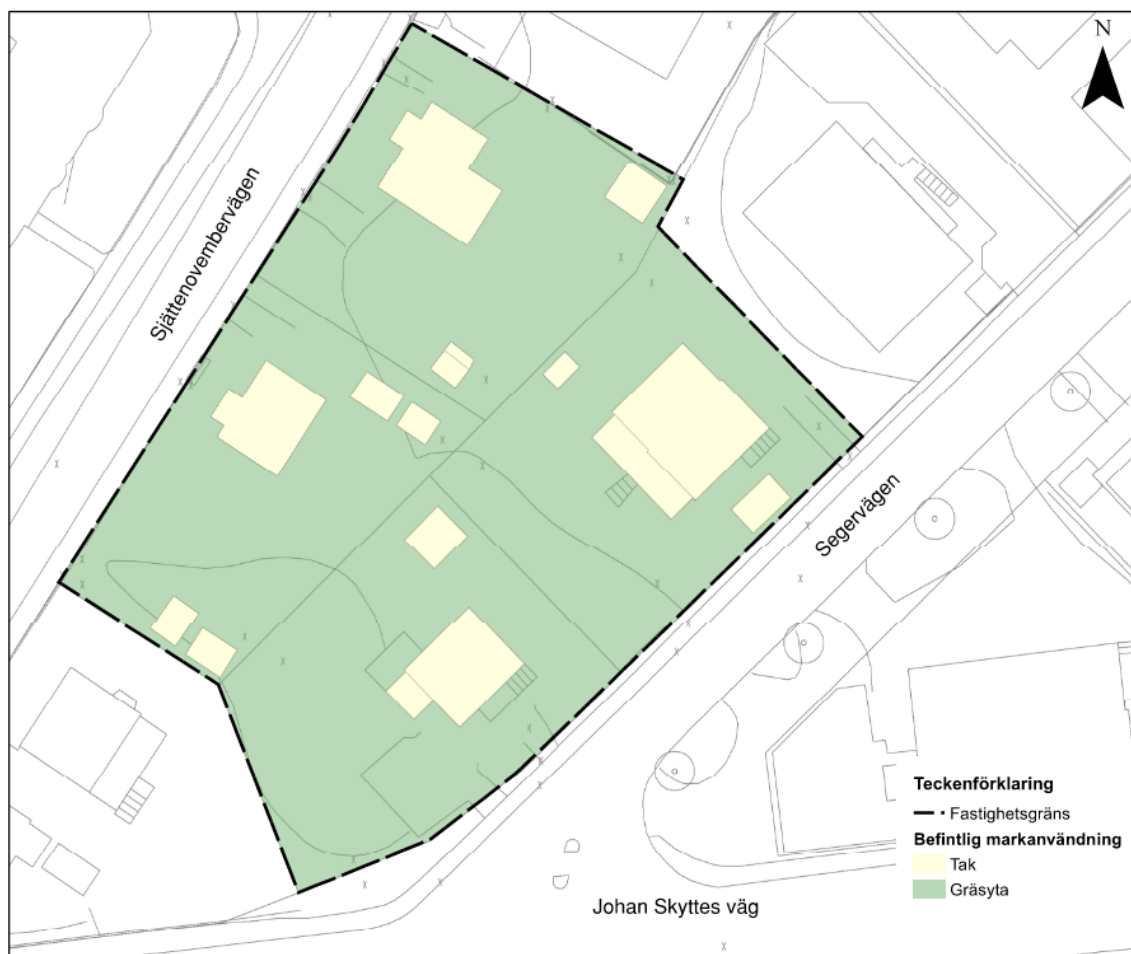 N
Sjättenovembervägen
Segervägen
Johan Skyttes väg
Teckenförklaring
Fastighetsgräns
Befintlig markanvändning
Tak
Gräsyta